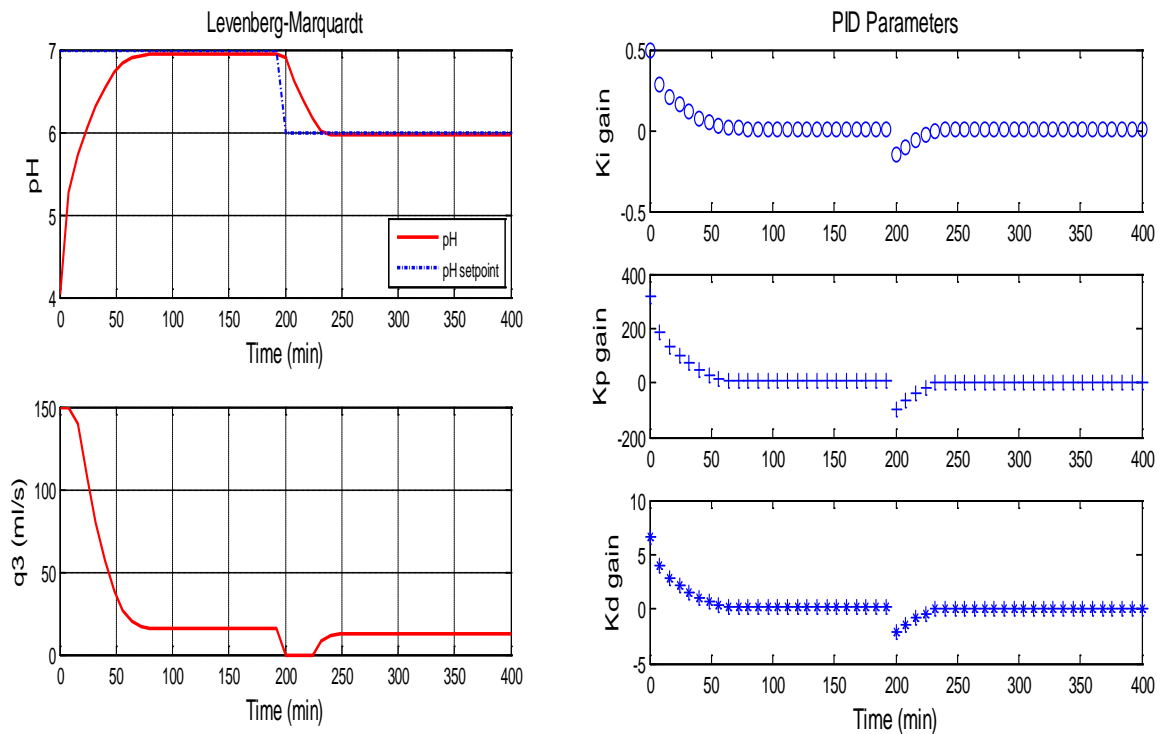 Levenberg-Marquardt
7
6
5
4
pH
pH
pH setpoint
0 50 100 150 200 250 300 350 400
Time (min)
150
100
50
0
q3 (ml/s)
0 50 100 150 200 250 300 350 400
Time (min)
PID Parameters
0.5
0
-0.5
Ki gain
0 50 100 150 200 250 300 350 400
400
200
0
-200
Kp gain
0 50 100 150 200 250 300 350 400
10
5
0
-5
Kd gain
0 50 100 150 200 250 300 350 400
Time (min)